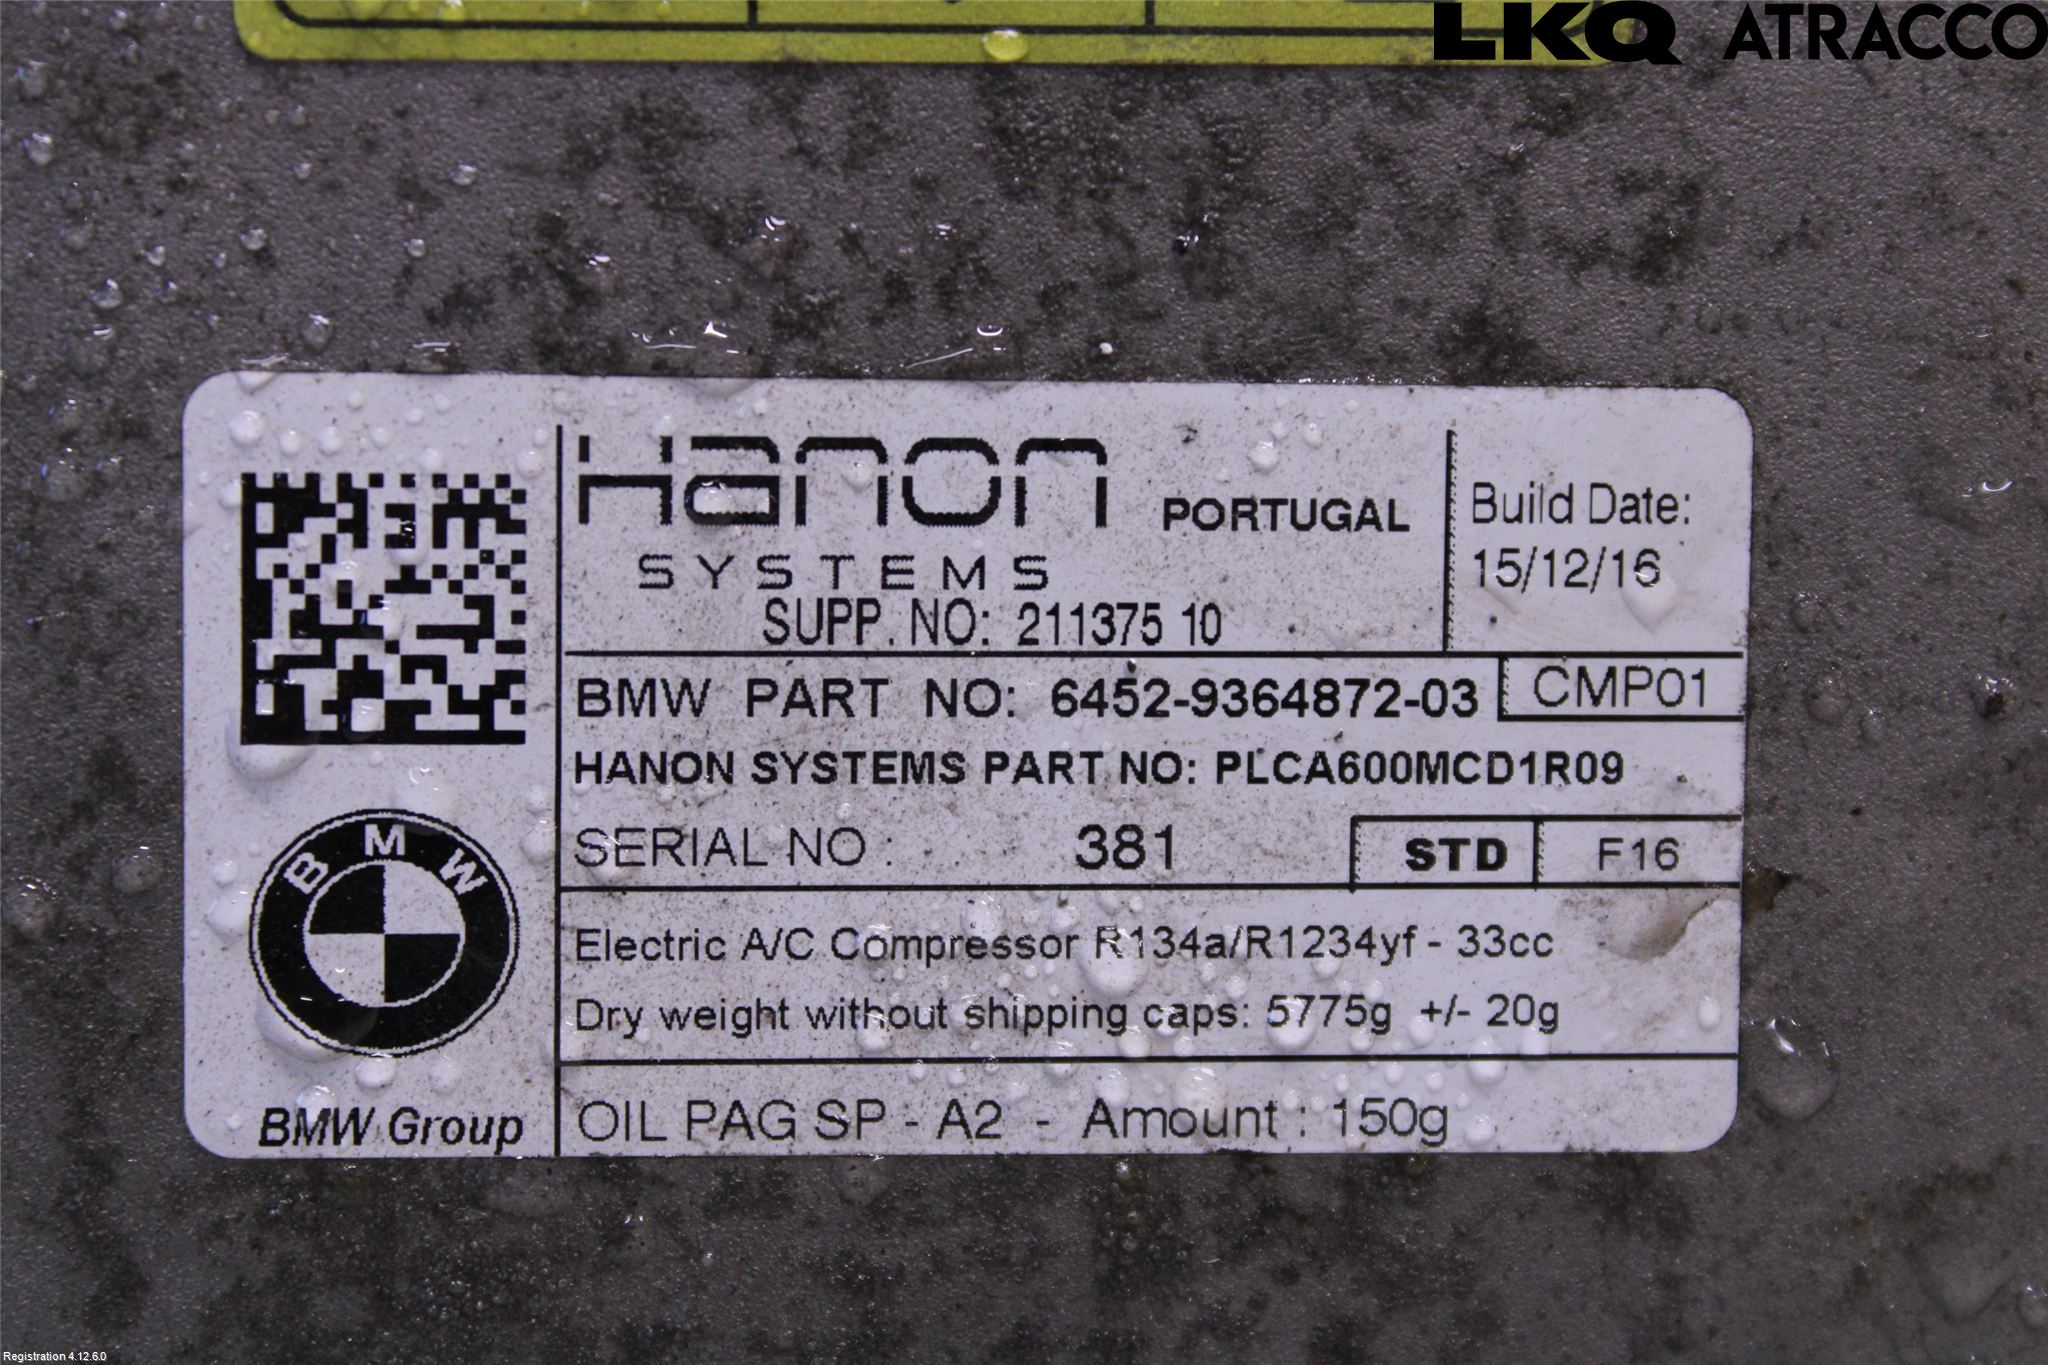 LKQ ATRACCO
Hanon
SYSTEMS
PORTUGAL
SUPP. NO: 211375 10
Build Date:
15/12/16
BMW PART NO: 6452-9364872-03
CMP01
HANON SYSTEMS PART NO: PLCA600MCD1R09
SERIAL NO : 381
STD
F16
BMW
BMW Group
Electric A/C Compressor R134a/R1234yf - 33cc
Dry weight without shipping caps: 5775g +/- 20g
OIL PAG SP - A2 - Amount : 150g
Registration 4.12.6.0